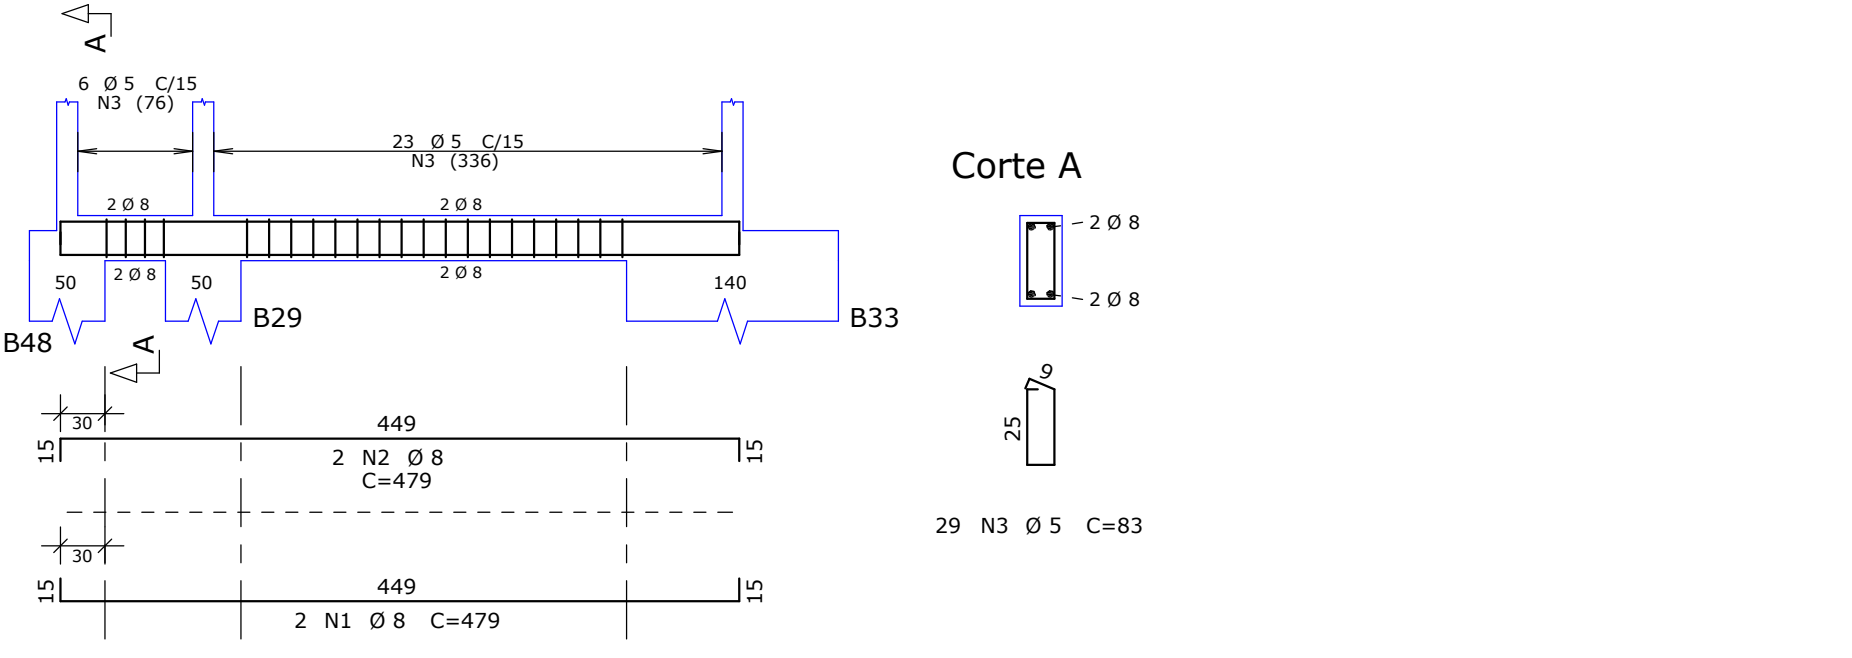 A
6 Ø 5 C/15
N3 (76)
23 Ø 5 C/15
N3 (336)
2 Ø 8
2 Ø 8
2 Ø 8
2 Ø 8
50
50
140
B48
B29
B33
A
30
449
15
15
2 N2 Ø 8
C=479
30
449
15
15
2 N1 Ø 8 C=479
Corte A
2 Ø 8
2 Ø 8
9
25
29 N3 Ø 5 C=83